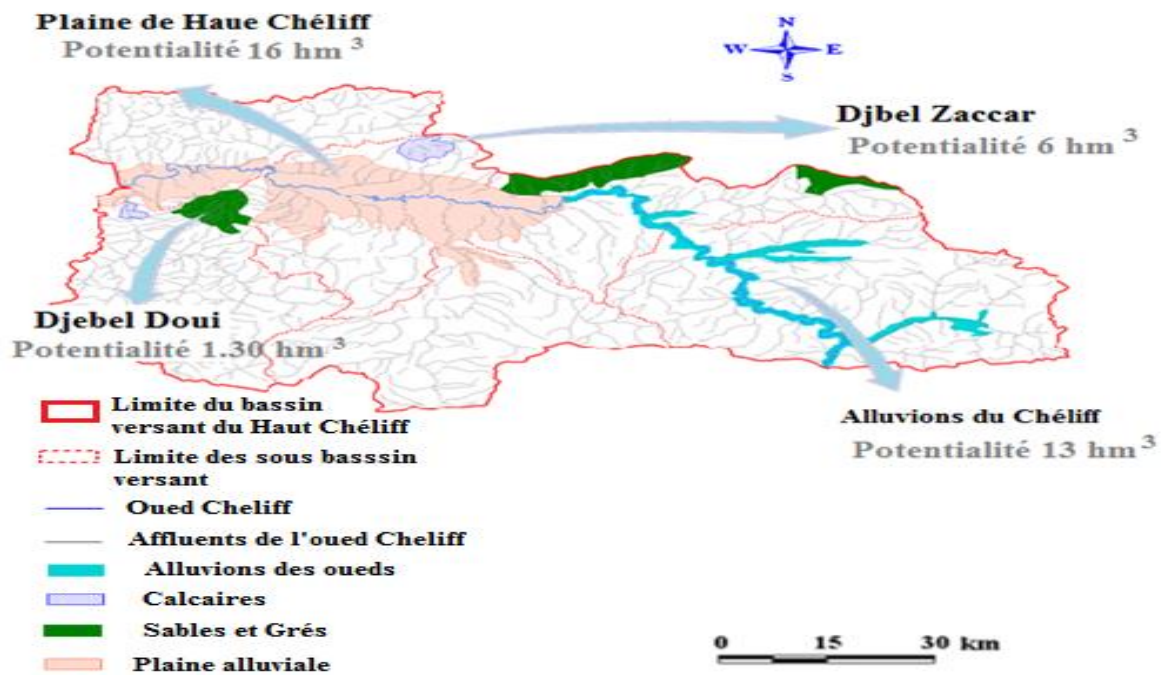 Plaine de Haue Chéliff
Potentialité 16 hm ³
N
W E
S
Djbel Zaccar
Potentialité 6 hm ³
Djebel Doui
Potentialité 1.30 hm ³
Alluvions du Chéliff
Potentialité 13 hm ³
Limite du bassin
versant du Haut Chéliff
Limite des sous basssin
versant
Oued Cheliff
Affluents de l'oued Cheliff
Alluvions des oueds
Calcaires
Sables et Grés
Plaine alluviale
0 15 30 km